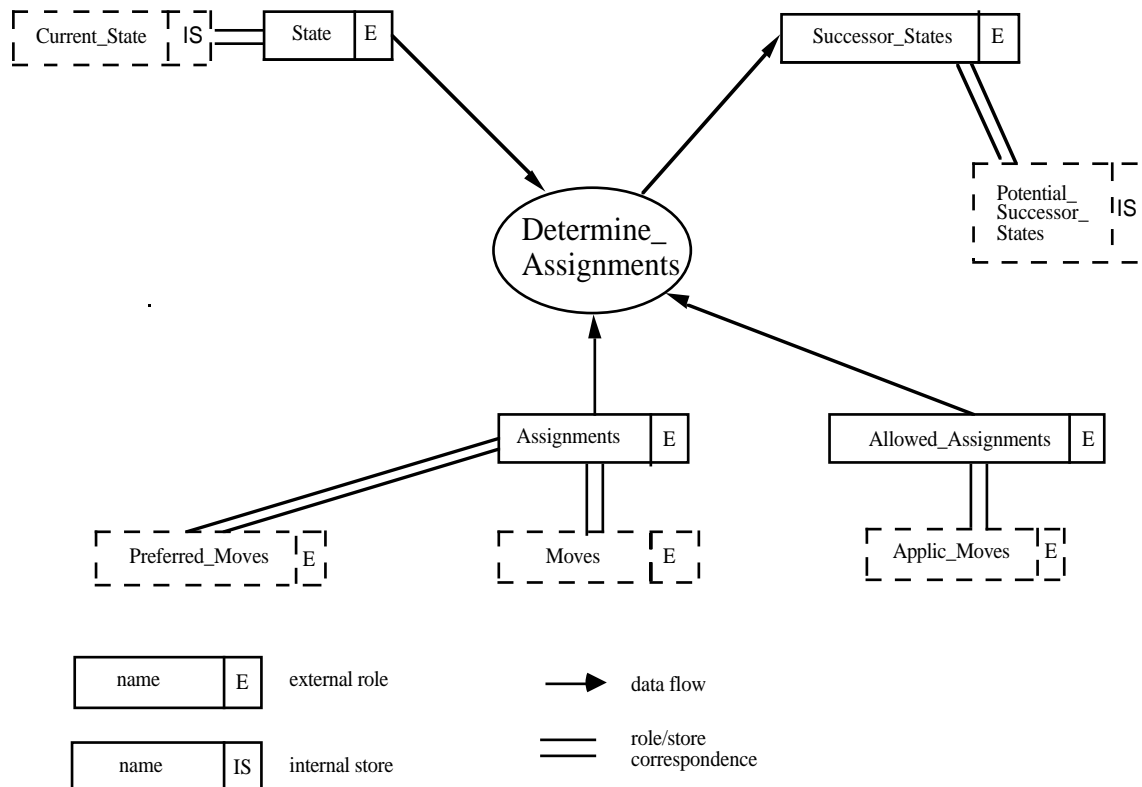 Current_State IS State E Successor_States E
Potential_
Successor_ IS
States
Determine_
Assignments
Assignments E Allowed_Assignments E
Preferred_Moves E Moves E Applic_Moves E
name E external role data flow
name IS internal store role/store
correspondence